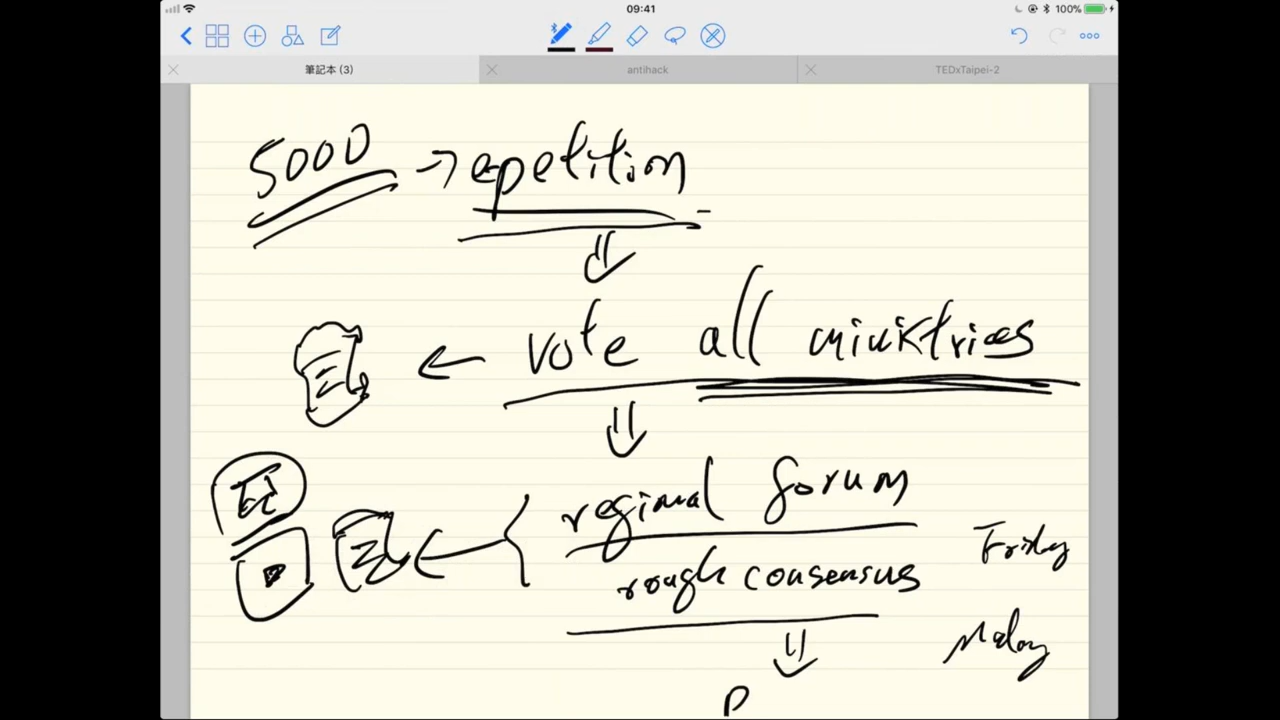 09:41
100%
筆記本 (3)
antihack
TEDxTaipei-2
5000 → epetition
vote all ministries
regional forum
rough consensus
Friday
Monday
P